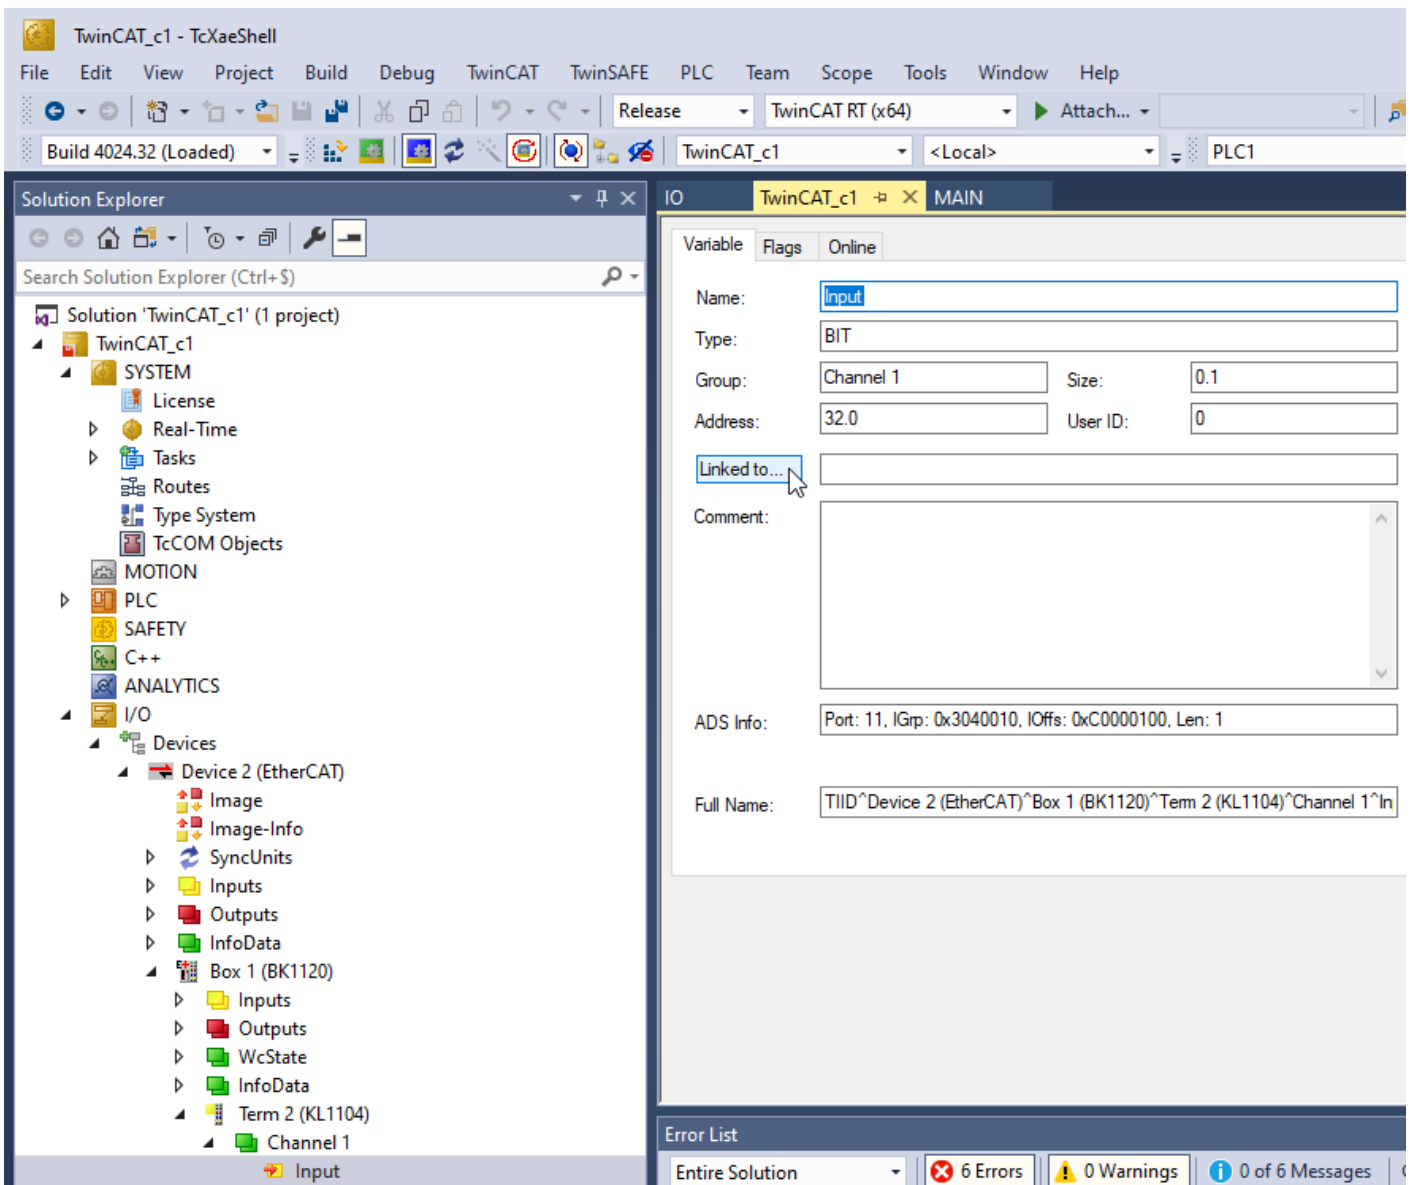 TwinCAT_c1 - TcXaeShell
File Edit View Project Build Debug TwinCAT TwinSAFE PLC Team Scope Tools Window Help
Release TwinCAT RT (x64) Attach...
Build 4024.32 (Loaded) TwinCAT_c1 <Local> PLC1
Solution Explorer
Search Solution Explorer (Ctrl+$)
Solution 'TwinCAT_c1' (1 project)
TwinCAT_c1
SYSTEM
License
Real-Time
Tasks
Routes
Type System
TcCOM Objects
MOTION
PLC
SAFETY
C++
ANALYTICS
I/O
Devices
Device 2 (EtherCAT)
Image
Image-Info
SyncUnits
Inputs
Outputs
InfoData
Box 1 (BK1120)
Inputs
Outputs
WcState
InfoData
Term 2 (KL1104)
Channel 1
Input
IO TwinCAT_c1 MAIN
Variable Flags Online
Name: Input
Type: BIT
Group: Channel 1 Size: 0.1
Address: 32.0 User ID: 0
Linked to...
Comment:
ADS Info: Port: 11, IGrp: 0x3040010, IOffs: 0xC0000100, Len: 1
Full Name: TIID^Device 2 (EtherCAT)^Box 1 (BK1120)^Term 2 (KL1104)^Channel 1^In
Error List
Entire Solution 6 Errors 0 Warnings 0 of 6 Messages